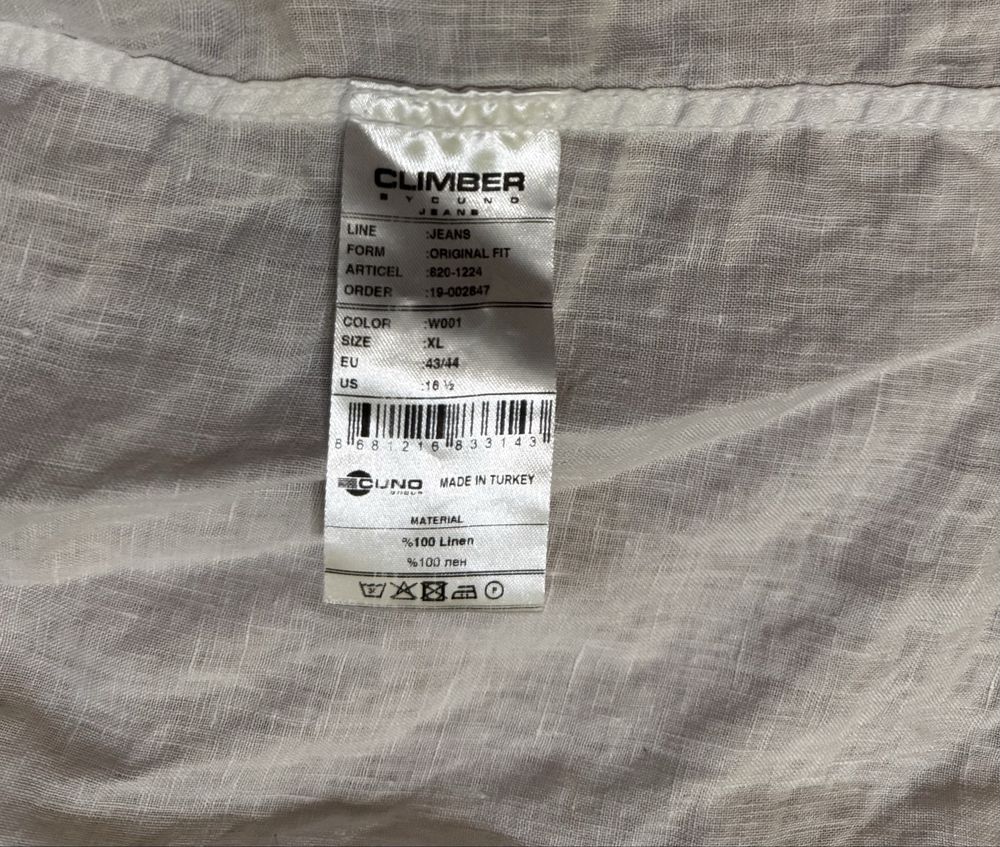 CLIMBER
BY CUNO
JEANS
LINE :JEANS
FORM :ORIGINAL FIT
ARTICEL :820-1224
ORDER :19-002847
COLOR :W001
SIZE :XL
EU :43/44
US :16 ½
8 681216 833143
CUNO MADE IN TURKEY
GROUP
MATERIAL
%100 Linen
%100 лен
P